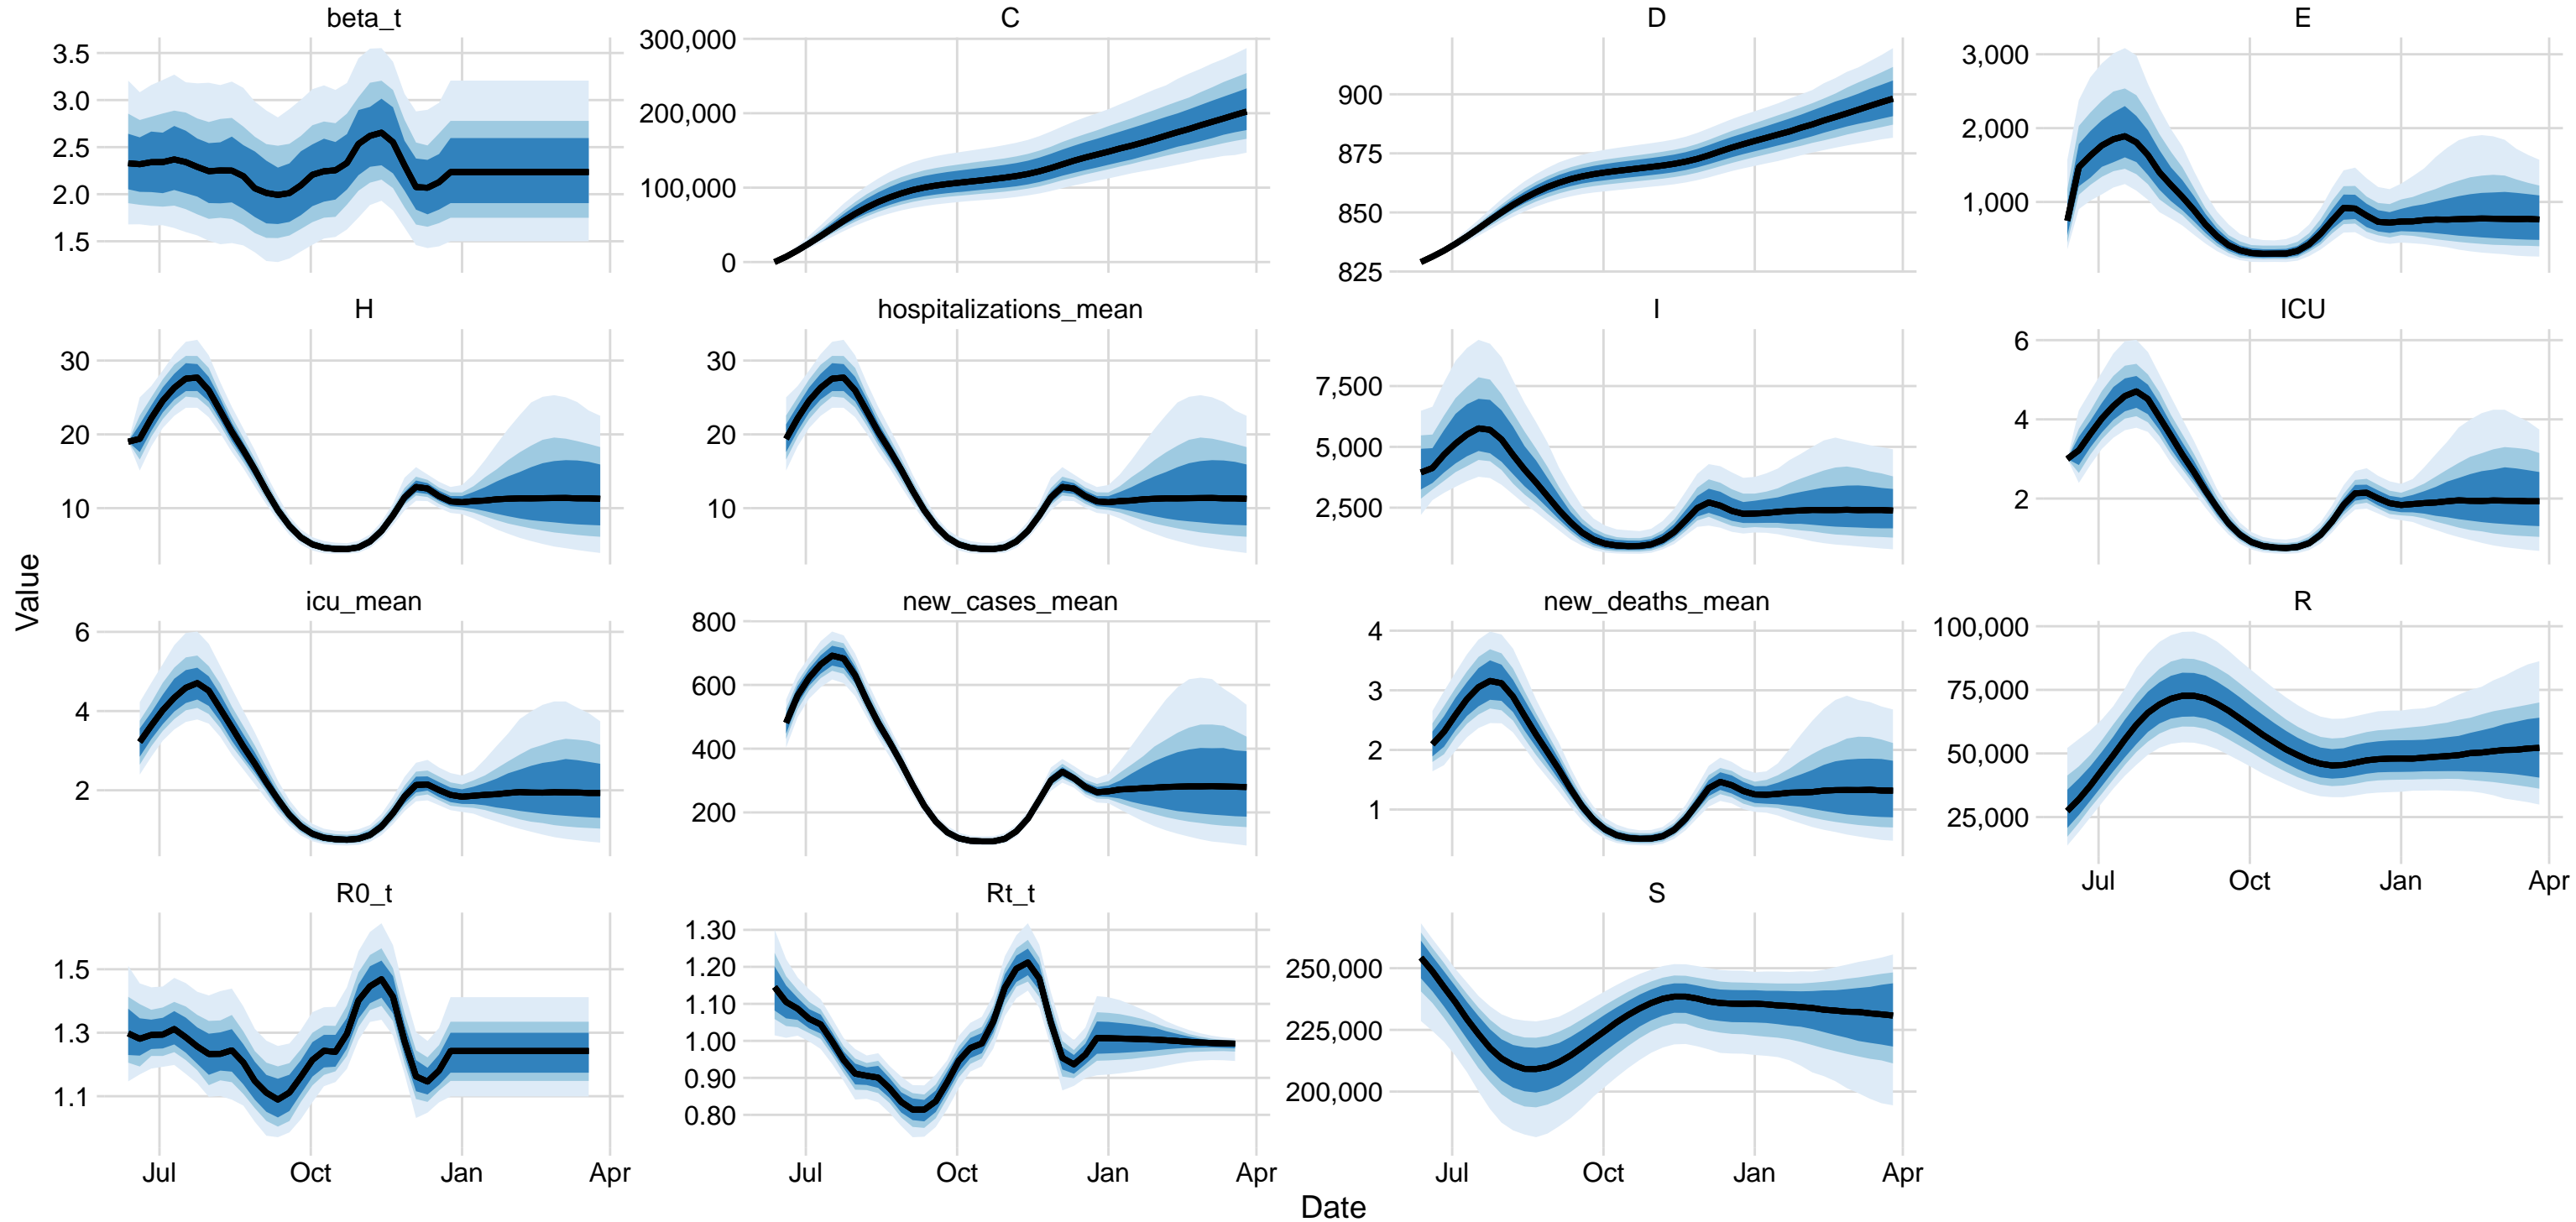 beta_t
C
D
E
3.5
3.0
2.5
2.0
1.5
300,000
200,000
100,000
0
900
875
850
825
3,000
2,000
1,000
H
hospitalizations_mean
I
ICU
30
20
10
30
20
10
7,500
5,000
2,500
6
4
2
Value
icu_mean
new_cases_mean
new_deaths_mean
R
6
4
2
800
600
400
200
4
3
2
1
100,000
75,000
50,000
25,000
Jul Oct Jan Apr
R0_t
Rt_t
S
1.5
1.3
1.1
1.30
1.20
1.10
1.00
0.90
0.80
250,000
225,000
200,000
Jul Oct Jan Apr
Jul Oct Jan Apr
Jul Oct Jan Apr
Date